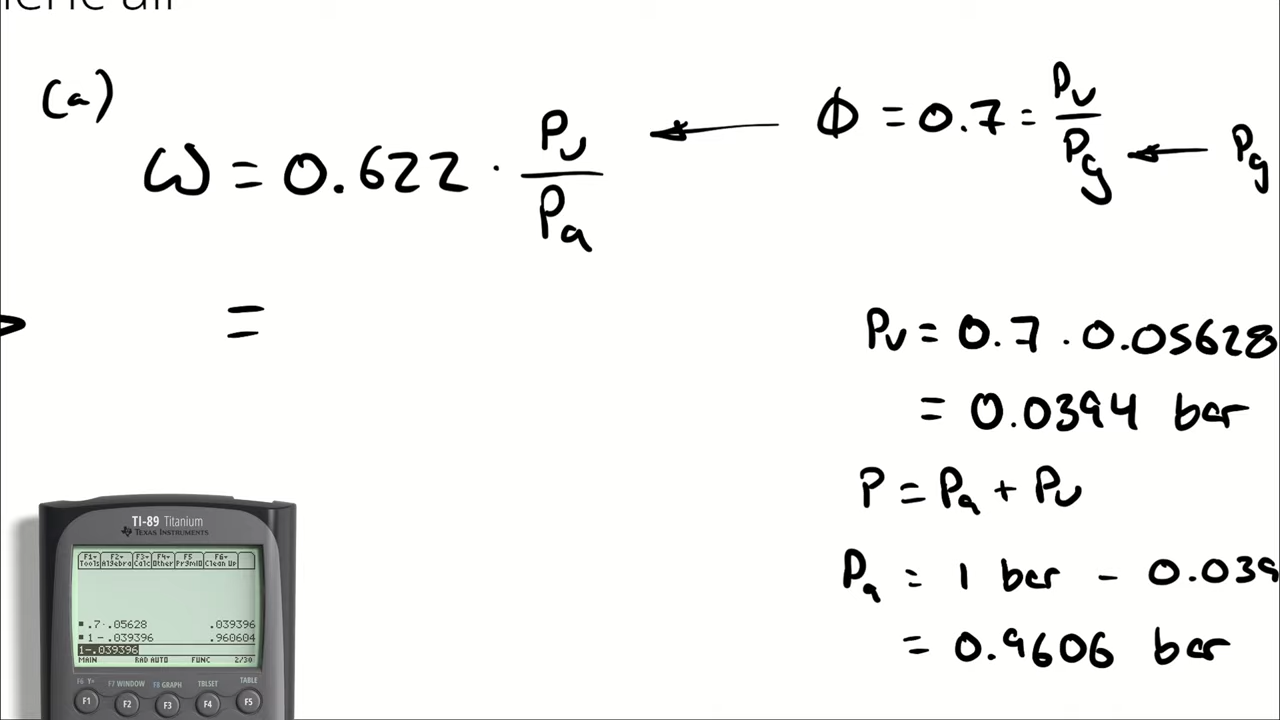 (a)
ω = 0.622 · Pv / Pa
ϕ = 0.7 = Pv / Pg ← Pg
=
Pv = 0.7 · 0.05628
= 0.0394 bar
P = Pa + Pv
Pa = 1 bar - 0.039
= 0.9606 bar
TI-89 Titanium
TEXAS INSTRUMENTS
F1 F2 F3 F4 F5 F6
Tools Algebra Calc Other PrgmIO Clean Up
.7·.05628 .039396
1-.039396 .960604
1-.039396
MAIN RAD AUTO FUNC 2/30
F6 Y= F7 WINDOW F8 GRAPH TBLSET TABLE
F1 F2 F3 F4 F5